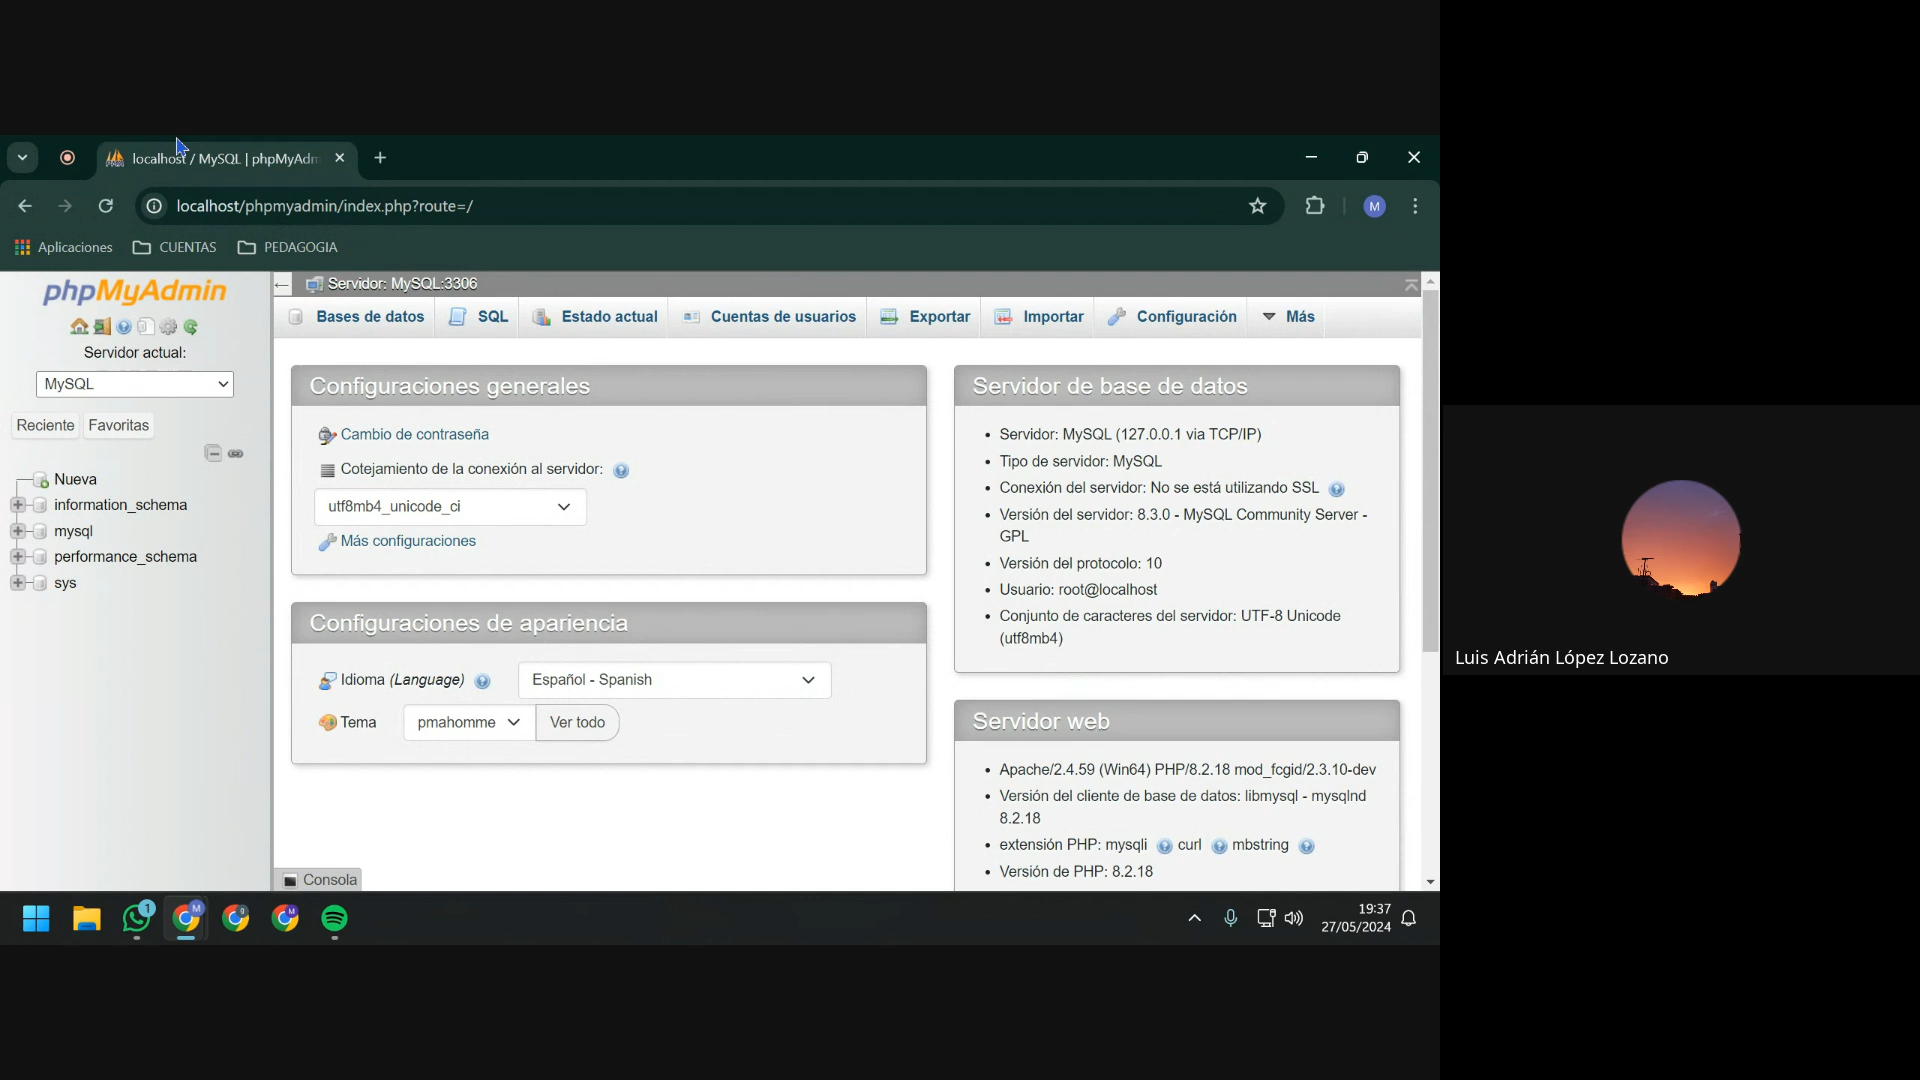 localhost / MySQL | phpMyAdm
localhost/phpmyadmin/index.php?route=/
M
Aplicaciones
CUENTAS
PEDAGOGIA
phpMyAdmin
Servidor actual:
MySQL
Reciente
Favoritas
Nueva
information_schema
mysql
performance_schema
sys
Servidor: MySQL:3306
Bases de datos
SQL
Estado actual
Cuentas de usuarios
Exportar
Importar
Configuración
Más
Configuraciones generales
Cambio de contraseña
Cotejamiento de la conexión al servidor:
utf8mb4_unicode_ci
Más configuraciones
Configuraciones de apariencia
Idioma (Language)
Español - Spanish
Tema
pmahomme
Ver todo
Servidor de base de datos
• Servidor: MySQL (127.0.0.1 via TCP/IP)
• Tipo de servidor: MySQL
• Conexión del servidor: No se está utilizando SSL
• Versión del servidor: 8.3.0 - MySQL Community Server -
GPL
• Versión del protocolo: 10
• Usuario: root@localhost
• Conjunto de caracteres del servidor: UTF-8 Unicode
(utf8mb4)
Servidor web
• Apache/2.4.59 (Win64) PHP/8.2.18 mod_fcgid/2.3.10-dev
• Versión del cliente de base de datos: libmysql - mysqlnd
8.2.18
• extensión PHP: mysqli curl mbstring
• Versión de PHP: 8.2.18
Consola
1
M
19:37
27/05/2024
Luis Adrián López Lozano